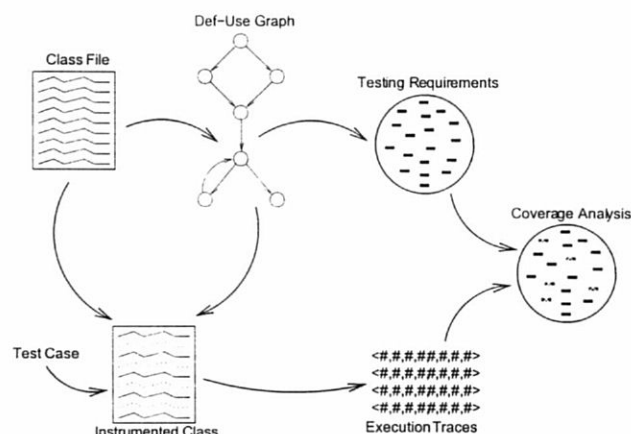 Def-Use Graph
Class File
Testing Requirements
Coverage Analysis
Test Case
<#,#,#,##,#,#,#>
<#,#,#,##,#,#,#>
<#,#,#,##,#,#,#>
<#,#,#,##,#,#,#>
Instrumented Class
Execution Traces